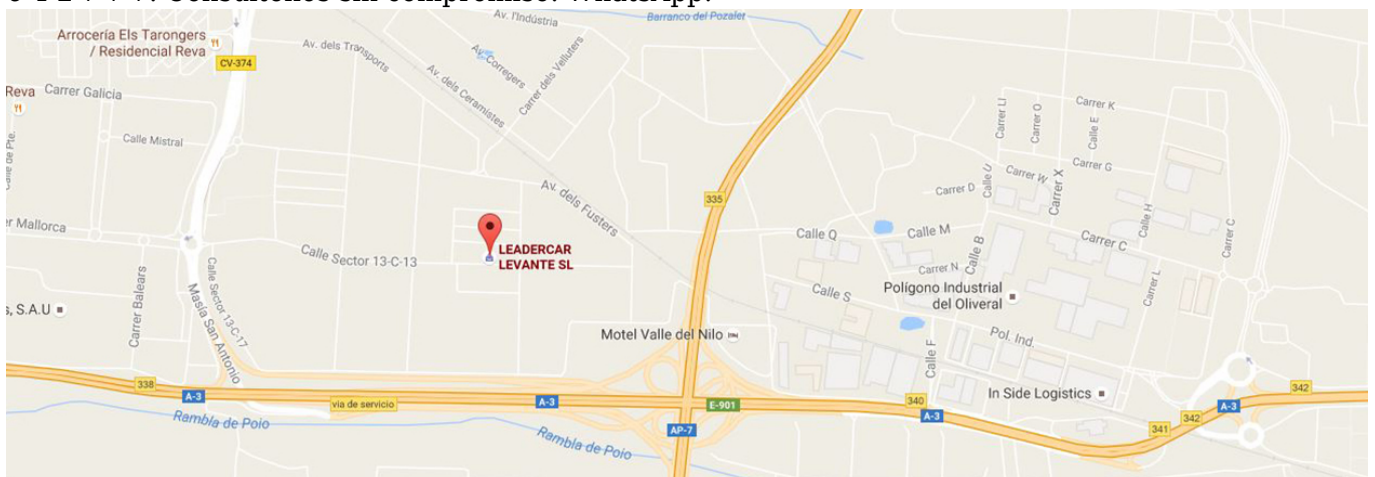 Av. l'Indústria
Barranco del Pozaler
Arrocería Els Tarongers
/ Residencial Reva
CV-374
Av. dels Transports
Av. Corregers
Carrer dels Velluters
Av. dels Ceramistes
Reva
Carrer Galicia
Calle Mistral
Carrer LI
Carrer O
Carrer K
Calle E
Carrer G
Calle U
Carrer W
Carrer X
Carrer D
Av. dels Fusters
335
er Mallorca
Calle Sector 13-C-13
LEADERCAR
LEVANTE SL
Calle Q
Calle M
Calle B
Calle H
Carrer C
Carrer C
Carrer N
Carrer L
Calle S
Polígono Industrial
del Oliveral
Carrer Balears
Calle Sector 13-C-17
Masía San Antonio
s, S.A.U
Motel Valle del Nilo
Pol. Ind.
Calle F
In Side Logistics
338
A-3
via de servicio
A-3
E-901
340
A-3
342
A-3
342
341
AP-7
Rambla de Poio
Rambla de Poio